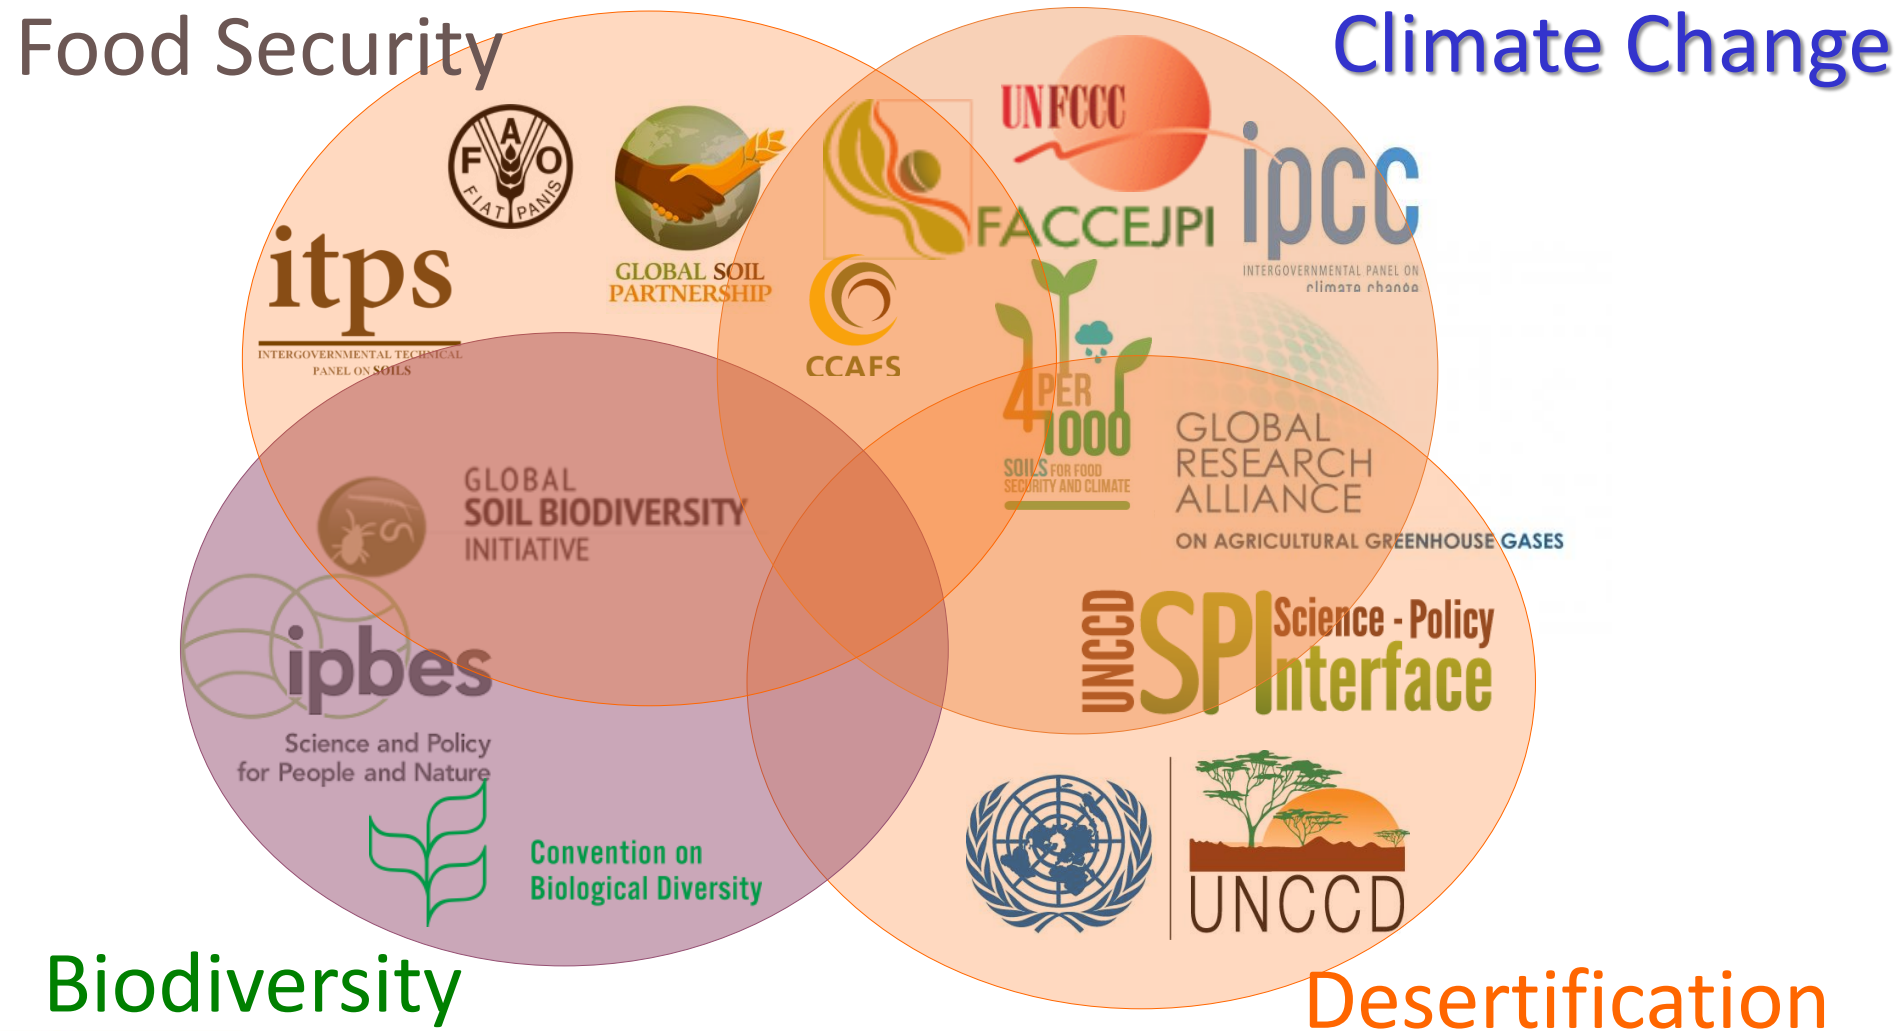 Food Security
Climate Change
FAO
FIAT PANIS
GLOBAL SOIL
PARTNERSHIP
itps
INTERGOVERNMENTAL TECHNICAL
PANEL ON SOILS
FACCEJPI
UNFCCC
ipcc
INTERGOVERNMENTAL PANEL ON
climate change
CCAFS
4 PER
1000
SOILS FOR FOOD
SECURITY AND CLIMATE
GLOBAL
RESEARCH
ALLIANCE
ON AGRICULTURAL GREENHOUSE GASES
GLOBAL
SOIL BIODIVERSITY
INITIATIVE
ipbes
Science and Policy
for People and Nature
UNCCD
SPI Science - Policy
Interface
Convention on
Biological Diversity
UNCCD
Biodiversity
Desertification